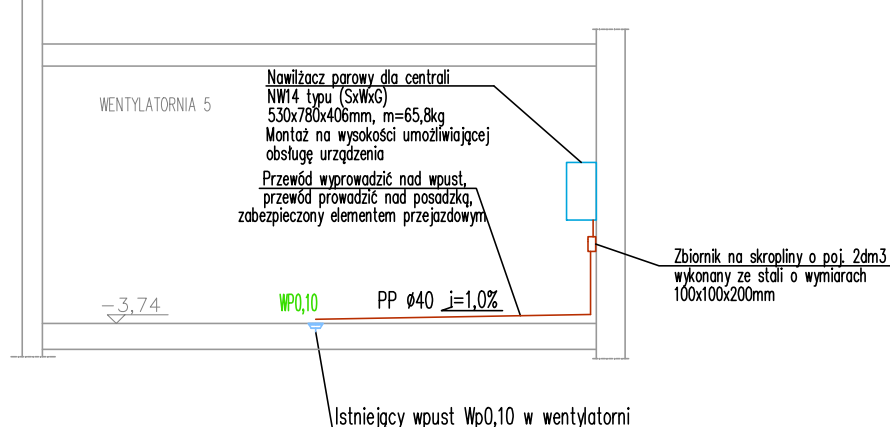 Nawilżacz parowy dla centrali
NW14 typu (SxWxG)
530x780x406mm, m=65,8kg
Montaż na wysokości umożliwiającej
obsługę urządzenia
WENTYLATORNIA 5
Przewód wyprowadzić nad wpust,
przewód prowadzić nad posadzką,
zabezpieczony elementem przejazdowym
Zbiornik na skropliny o poj. 2dm3
wykonany ze stali o wymiarach
100x100x200mm
-3,74
WP0,10
PP ø40 i=1,0%
Istniejący wpust Wp0,10 w wentylatorni